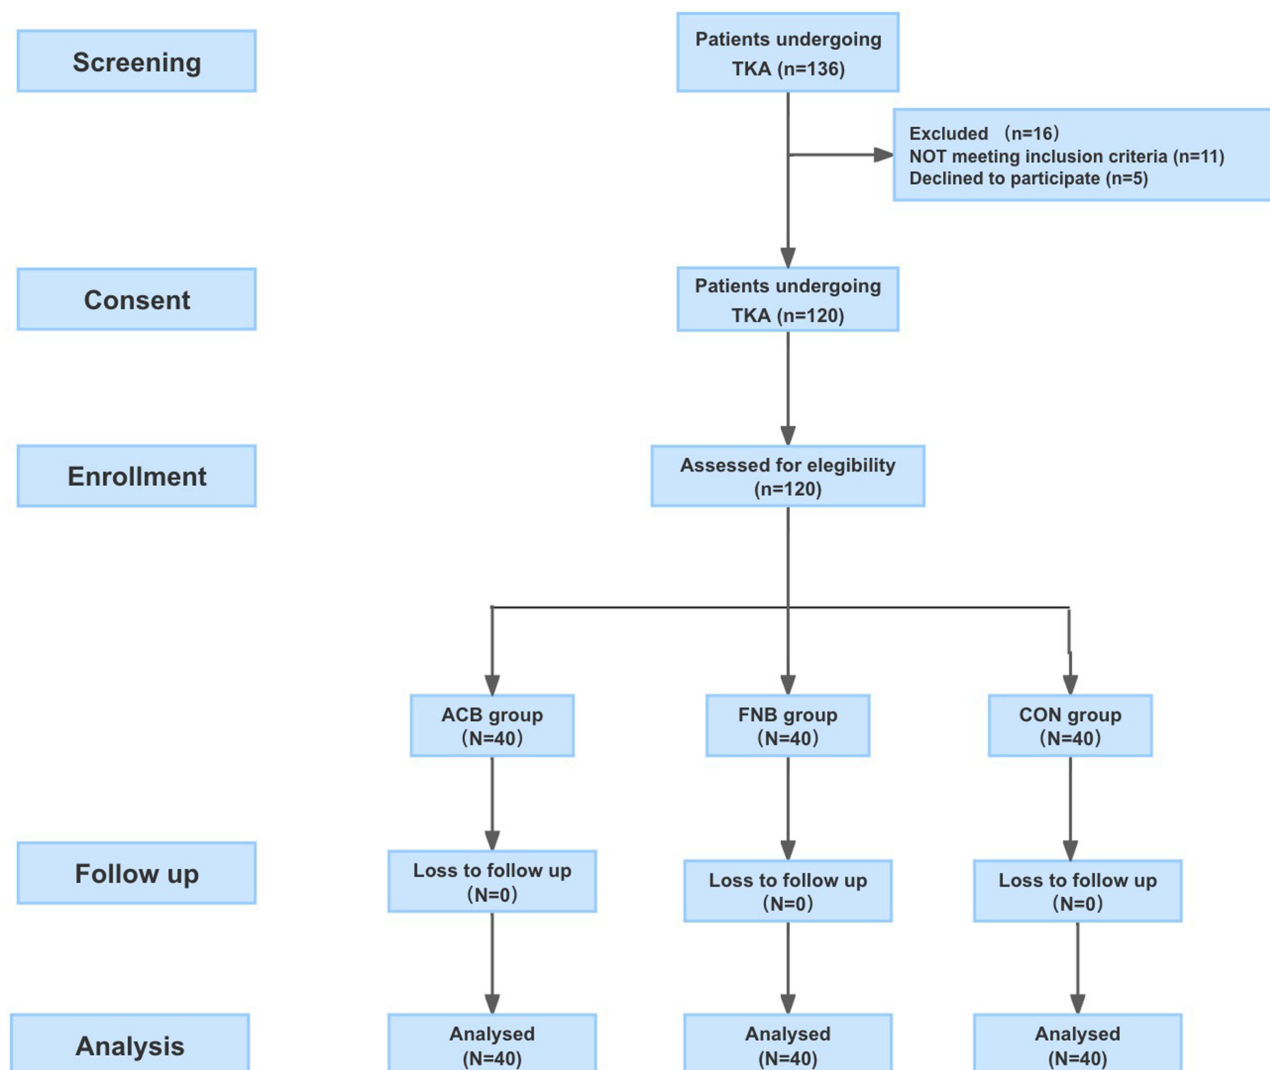 Screening
Patients undergoing
TKA (n=136)
Excluded （n=16）
NOT meeting inclusion criteria (n=11)
Declined to participate (n=5)
Consent
Patients undergoing
TKA (n=120)
Enrollment
Assessed for elegibility
(n=120)
ACB group
（N=40）
FNB group
（N=40）
CON group
（N=40）
Follow up
Loss to follow up
（N=0）
Loss to follow up
（N=0）
Loss to follow up
（N=0）
Analysis
Analysed
(N=40)
Analysed
(N=40)
Analysed
(N=40)